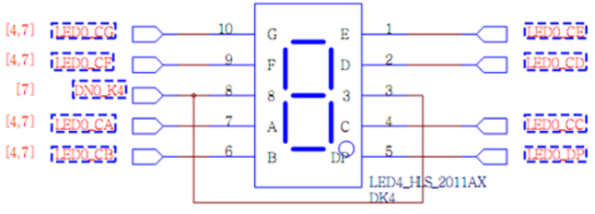 [4,7] LED0_CG 10 G E 1 LED0_CE
[4,7] LED0_CF 9 F D 2 LED0_CD
[7] DN0_K4 8 8 3 3
[4,7] LED0_CA 7 A C 4 LED0_CC
[4,7] LED0_CB 6 B DP 5 LED0_DP
LED4_HLS_2011AX
DK4